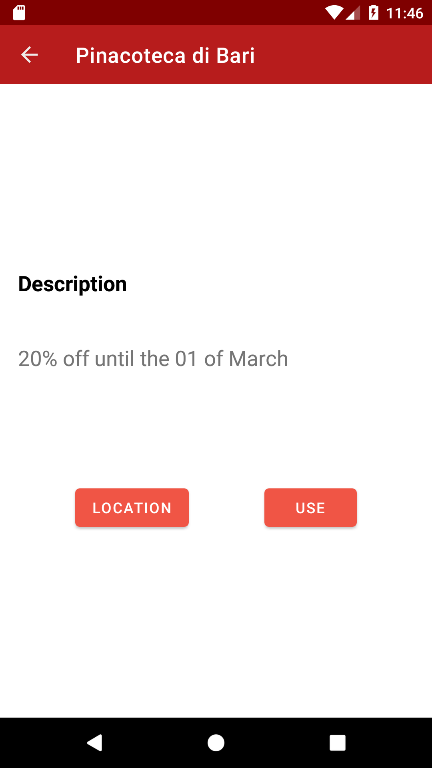 11:46
Pinacoteca di Bari
Description
20% off until the 01 of March
LOCATION
USE